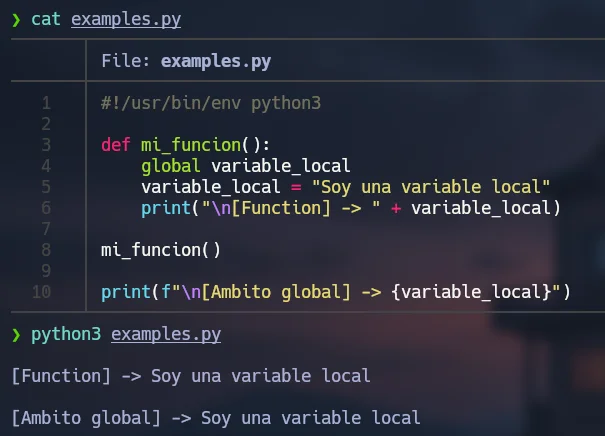 ❯ cat examples.py
File: examples.py
1 #!/usr/bin/env python3
2
3 def mi_funcion():
4     global variable_local
5     variable_local = "Soy una variable local"
6     print("\n[Function] -> " + variable_local)
7
8 mi_funcion()
9
10 print(f"\n[Ambito global] -> {variable_local}")
❯ python3 examples.py
[Function] -> Soy una variable local
[Ambito global] -> Soy una variable local